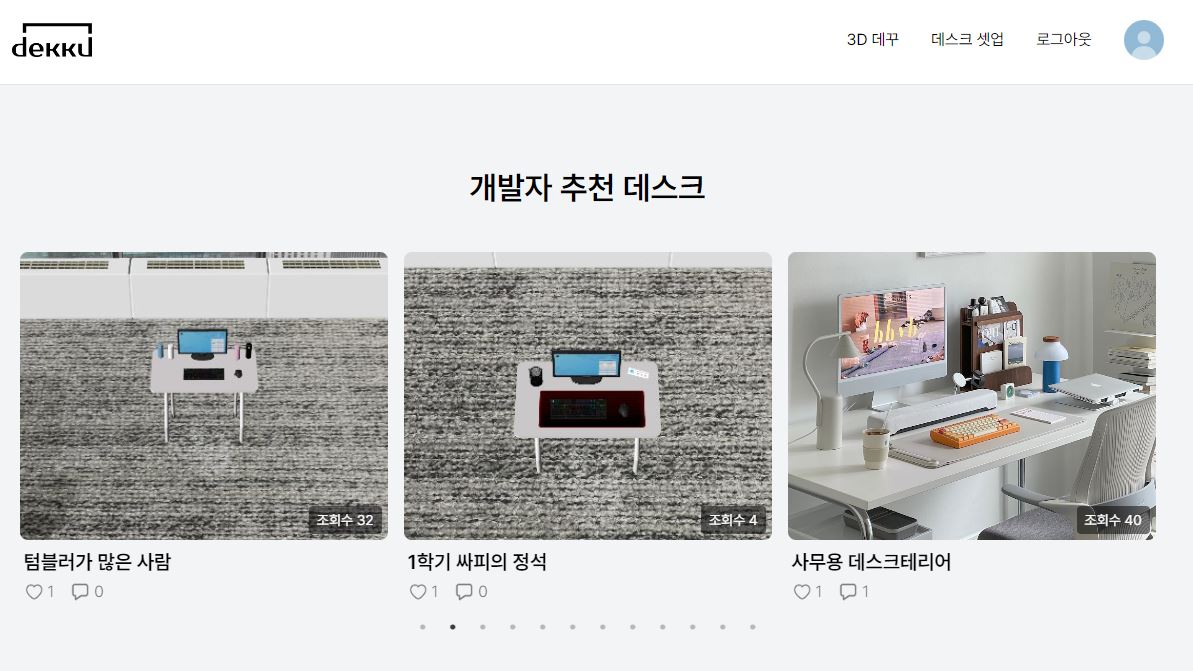 dekku
3D 데꾸
데스크 셋업
로그아웃
개발자 추천 데스크
조회수 32
조회수 4
조회수 40
텀블러가 많은 사람
1학기 싸피의 정석
사무용 데스크테리어
1 0
1 0
1 1